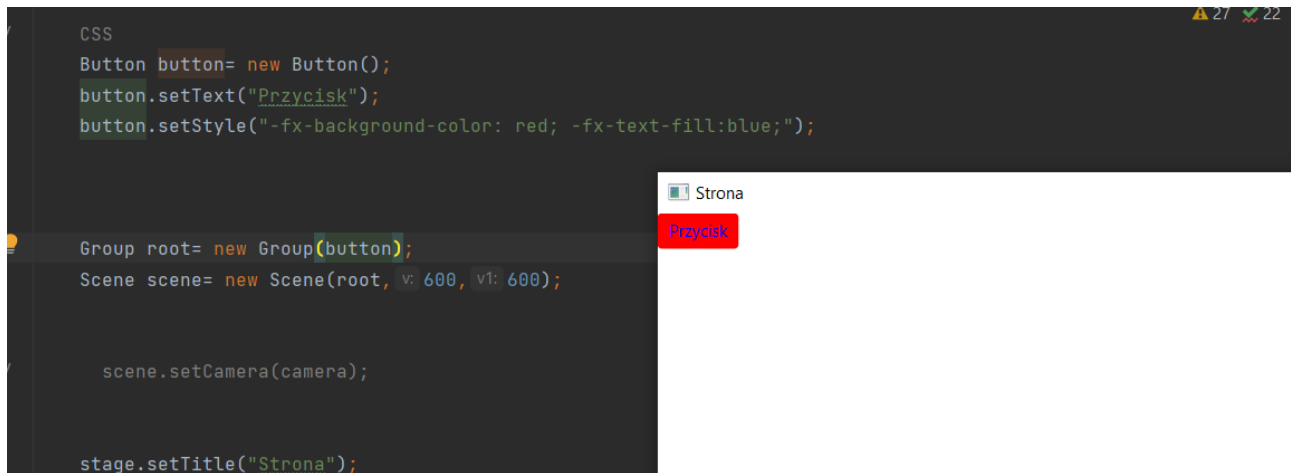 27 22
CSS
Button button= new Button();
button.setText("Przycisk");
button.setStyle("-fx-background-color: red; -fx-text-fill:blue;");
Strona
Przycisk
Group root= new Group(button);
Scene scene= new Scene(root, v: 600, v1: 600);
scene.setCamera(camera);
stage.setTitle("Strona");